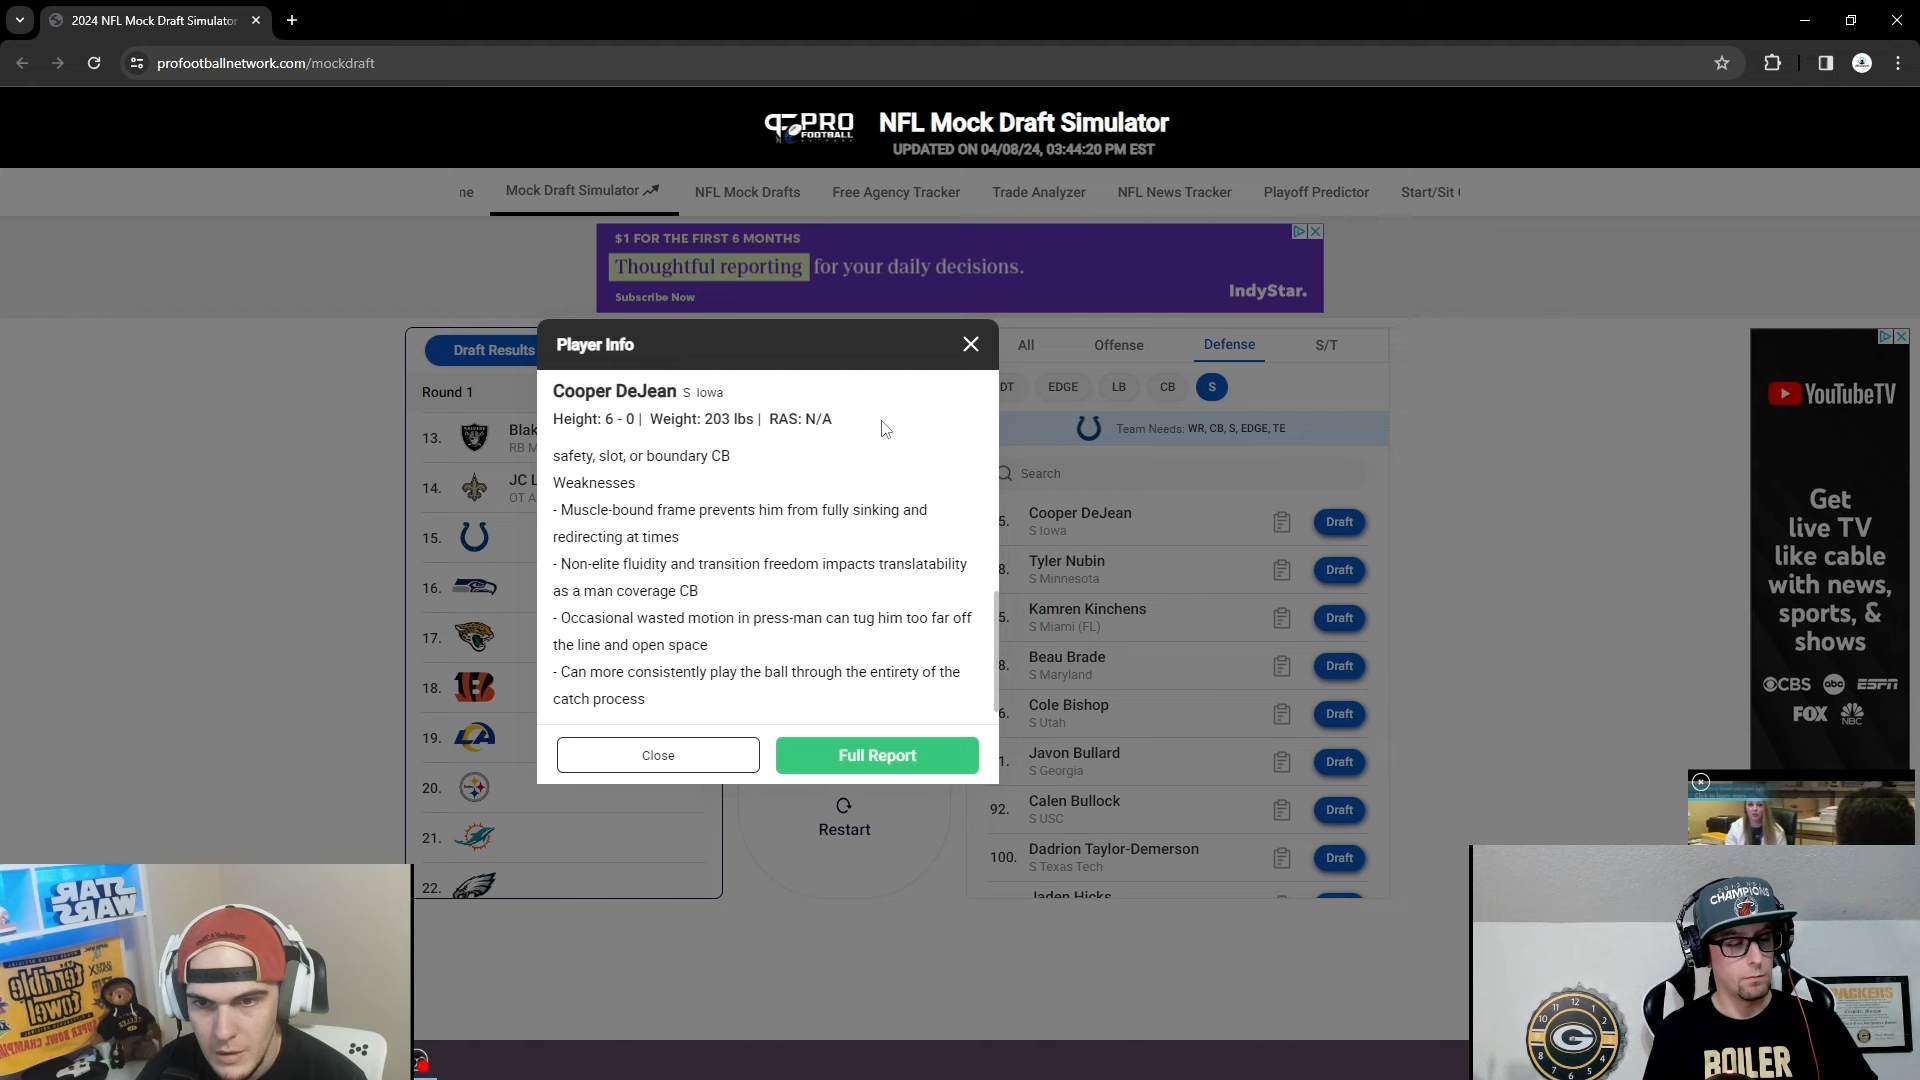 2024 NFL Mock Draft Simulator
profootballnetwork.com/mockdraft
PRO
FOOTBALL
NFL Mock Draft Simulator
UPDATED ON 04/08/24, 03:44:20 PM EST
ne
Mock Draft Simulator
NFL Mock Drafts
Free Agency Tracker
Trade Analyzer
NFL News Tracker
Playoff Predictor
Start/Sit
$1 FOR THE FIRST 6 MONTHS
Thoughtful reporting for your daily decisions.
Subscribe Now
IndyStar.
Draft Results
Round 1
13.
Blak
RB M
14.
JC L
OT A
15.
16.
17.
18.
19.
20.
21.
22.
Player Info
Cooper DeJean S Iowa
Height: 6 - 0 | Weight: 203 lbs | RAS: N/A
safety, slot, or boundary CB
Weaknesses
- Muscle-bound frame prevents him from fully sinking and
redirecting at times
- Non-elite fluidity and transition freedom impacts translatability
as a man coverage CB
- Occasional wasted motion in press-man can tug him too far off
the line and open space
- Can more consistently play the ball through the entirety of the
catch process
Close
Full Report
Restart
All
Offense
Defense
S/T
DT
EDGE
LB
CB
S
Team Needs: WR, CB, S, EDGE, TE
Search
5.
Cooper DeJean
S Iowa
Draft
8.
Tyler Nubin
S Minnesota
Draft
5.
Kamren Kinchens
S Miami (FL)
Draft
8.
Beau Brade
S Maryland
Draft
6.
Cole Bishop
S Utah
Draft
1.
Javon Bullard
S Georgia
Draft
92.
Calen Bullock
S USC
Draft
100.
Dadrion Taylor-Demerson
S Texas Tech
Draft
Jaden Hicks
YouTubeTV
Get
live TV
like cable
with news,
sports, &
shows
CBS
abc
ESPN
FOX
NBC
STAR
WARS
terrible
towel
CHAMPIONS
PACKERS
G
BOILER